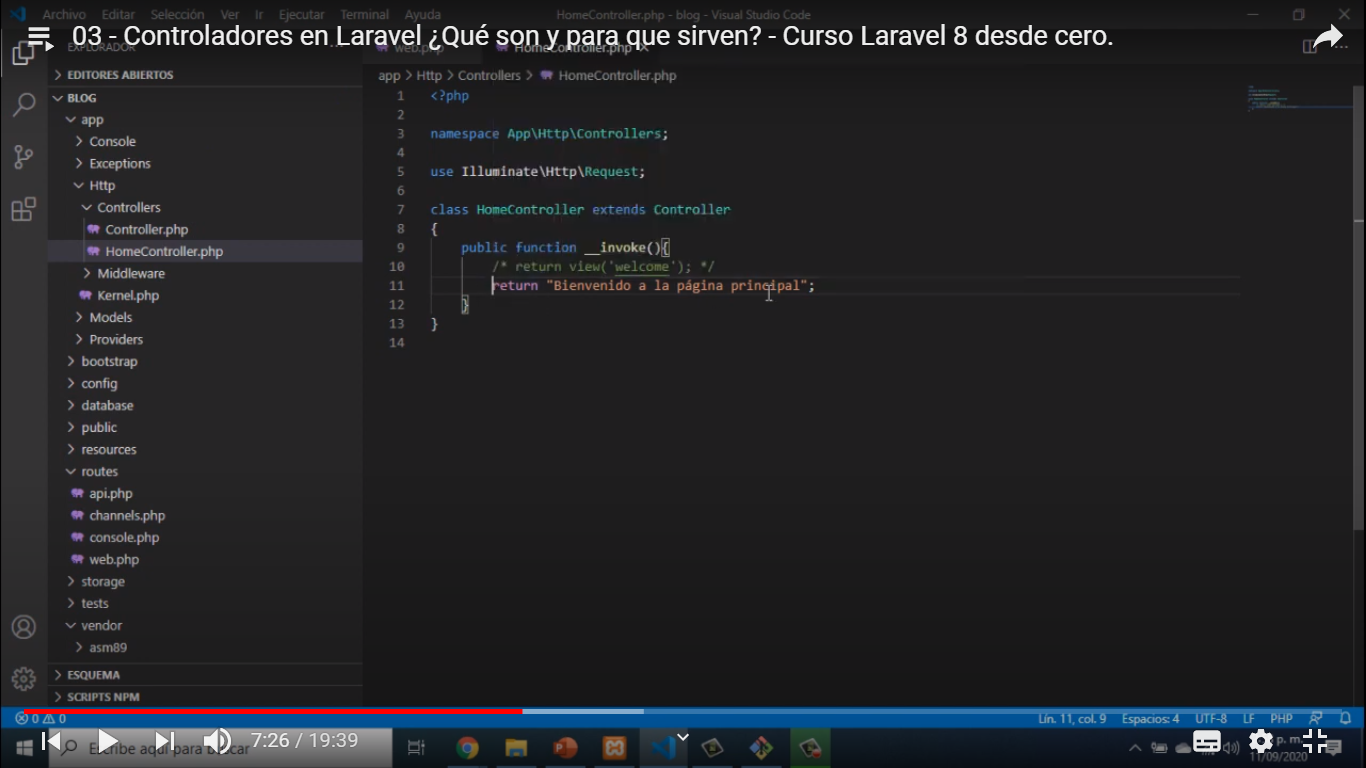 Archivo Editar Selección Ver Ir Ejecutar Terminal Ayuda HomeController.php - blog - Visual Studio Code
03 - Controladores en Laravel ¿Qué son y para que sirven? - Curso Laravel 8 desde cero.
EXPLORADOR web.php HomeController.php
EDITORES ABIERTOS
BLOG
app
Console
Exceptions
Http
Controllers
Controller.php
HomeController.php
Middleware
Kernel.php
Models
Providers
bootstrap
config
database
public
resources
routes
api.php
channels.php
console.php
web.php
storage
tests
vendor
asm89
ESQUEMA
SCRIPTS NPM
app > Http > Controllers > HomeController.php
1 <?php
2
3 namespace App\Http\Controllers;
4
5 use Illuminate\Http\Request;
6
7 class HomeController extends Controller
8 {
9 public function __invoke(){
10 /* return view('welcome'); */
11 return "Bienvenido a la página principal";
12 }
13 }
14
0 0 Lín. 11, col. 9 Espacios: 4 UTF-8 LF PHP
Escribe aquí para buscar 7:26 / 19:39 p. m.
11/09/2020